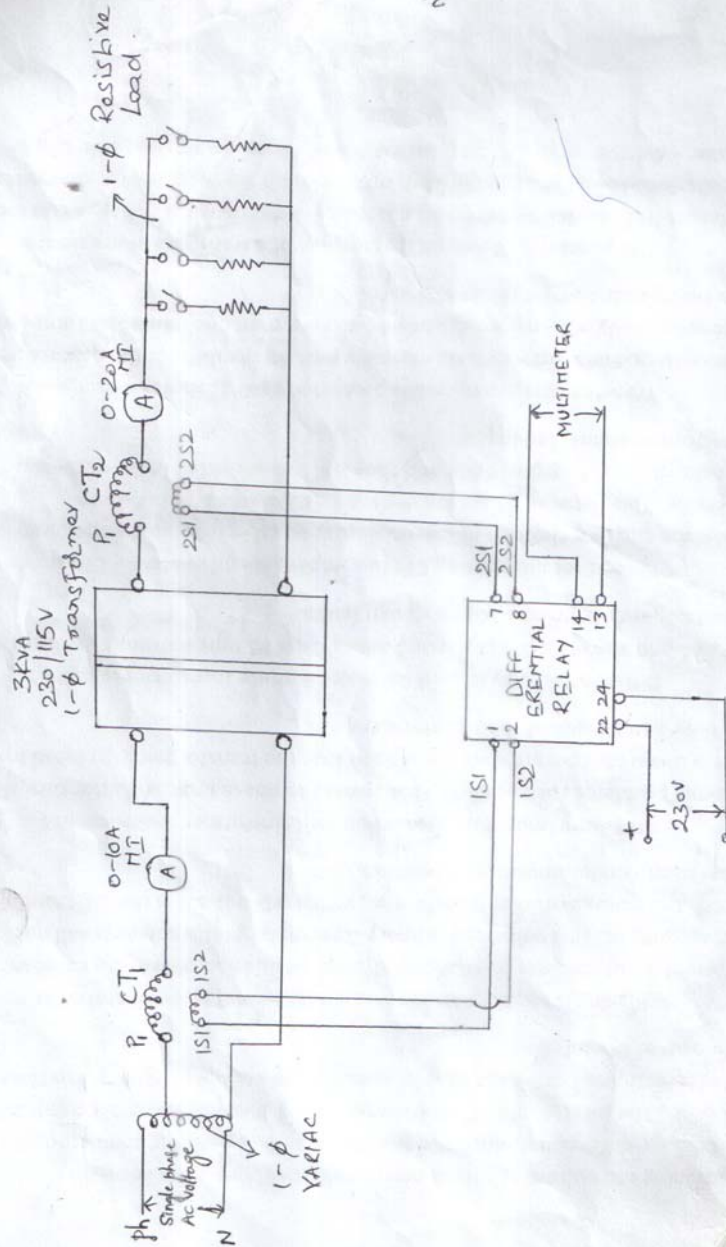 ph
Single phase
AC Voltage
N
1-φ
VARIAC
P1
CT1
1S1
1S2
0-10A
MI
A
3KVA
230/115V
1-φ Transformer
P1
CT2
2S1
2S2
0-20A
MI
A
1-φ Resistive
Load
1S1
1S2
1
2
DIFF
ERENTIAL
RELAY
7
8
14
13
22
24
2S1
2S2
MULTIMETER
+
230V